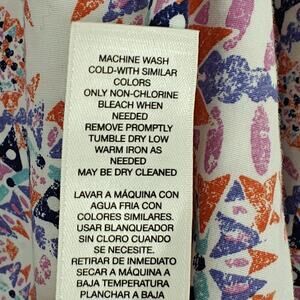 MACHINE WASH
COLD-WITH SIMILAR
COLORS
ONLY NON-CHLORINE
BLEACH WHEN
NEEDED
REMOVE PROMPTLY
TUMBLE DRY LOW
WARM IRON AS
NEEDED
MAY BE DRY CLEANED
LAVAR A MÁQUINA CON
AGUA FRIA CON
COLORES SIMILARES.
USAR BLANQUEADOR
SIN CLORO CUANDO
SE NECESITE.
RETIRAR DE INMEDIATO
SECAR A MÁQUINA A
BAJA TEMPERATURA
PLANCHAR A BAJA